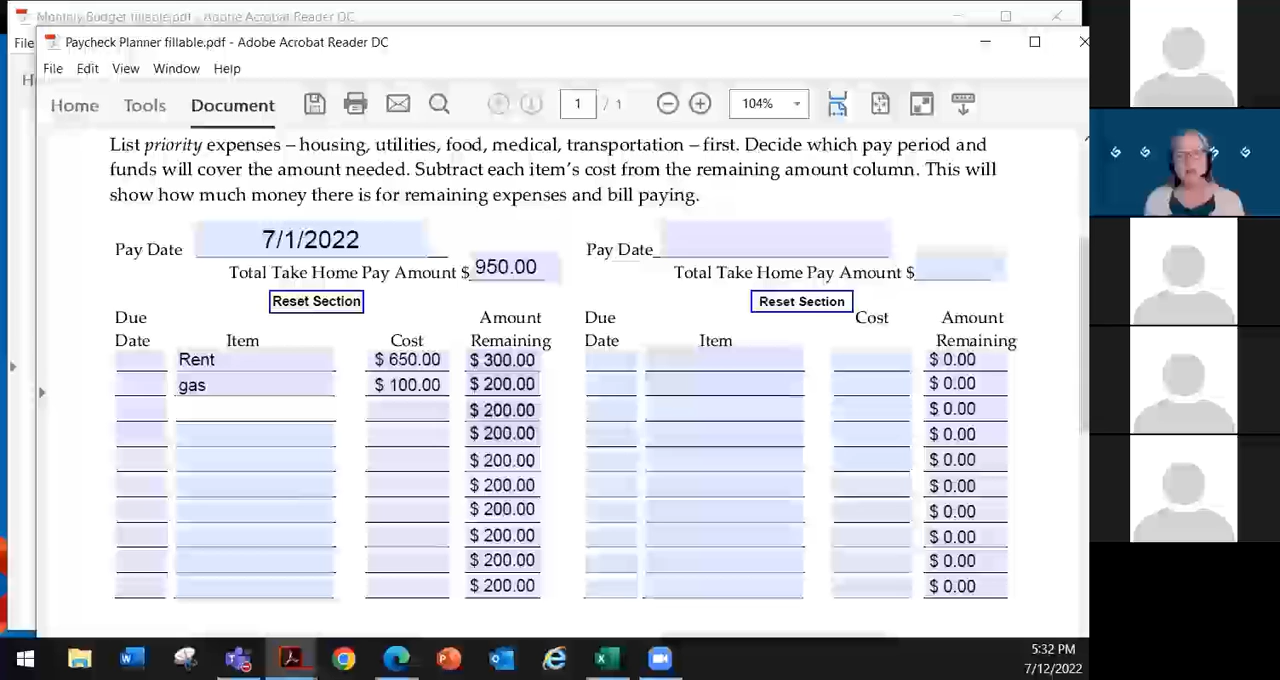 Monthly Budget fillable.pdf - Adobe Acrobat Reader DC
File
Paycheck Planner fillable.pdf - Adobe Acrobat Reader DC
File Edit View Window Help
H
Home Tools Document 1 / 1 104%
List priority expenses – housing, utilities, food, medical, transportation – first. Decide which pay period and
funds will cover the amount needed. Subtract each item's cost from the remaining amount column. This will
show how much money there is for remaining expenses and bill paying.
Pay Date 7/1/2022 Pay Date
Total Take Home Pay Amount $ 950.00 Total Take Home Pay Amount $
Reset Section Reset Section
Due Amount Due Cost Amount
Date Item Cost Remaining Date Item Remaining
Rent $ 650.00 $ 300.00 $ 0.00
gas $ 100.00 $ 200.00 $ 0.00
$ 200.00 $ 0.00
$ 200.00 $ 0.00
$ 200.00 $ 0.00
$ 200.00 $ 0.00
$ 200.00 $ 0.00
$ 200.00 $ 0.00
$ 200.00 $ 0.00
$ 200.00 $ 0.00
5:32 PM
7/12/2022